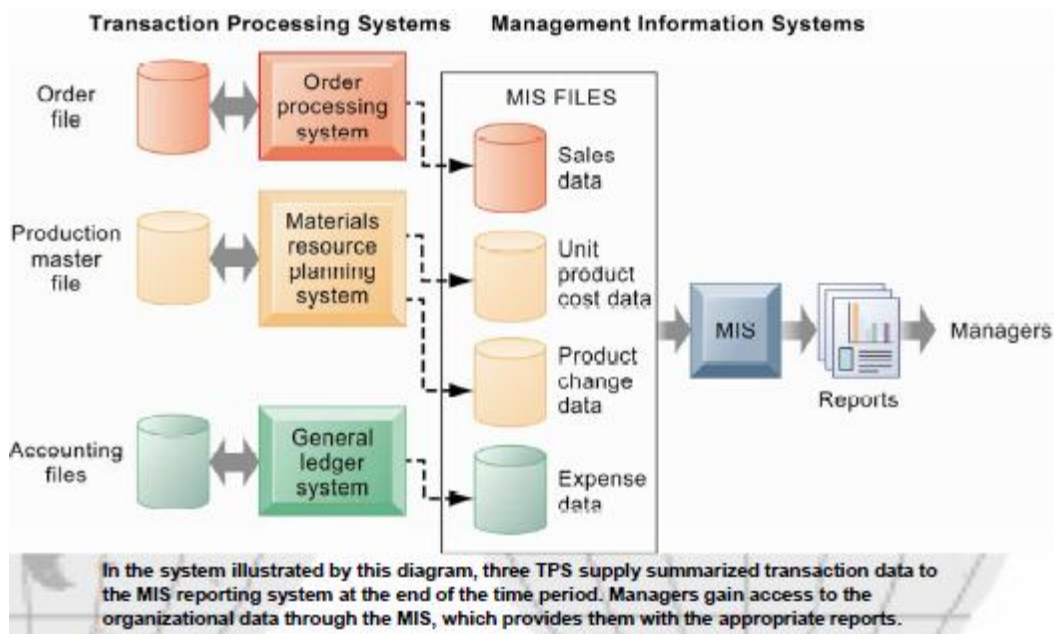 Transaction Processing Systems
Management Information Systems
Order
file
Order
processing
system
MIS FILES
Sales
data
Production
master
file
Materials
resource
planning
system
Unit
product
cost data
Product
change
data
MIS
Reports
Managers
Accounting
files
General
ledger
system
Expense
data
In the system illustrated by this diagram, three TPS supply summarized transaction data to
the MIS reporting system at the end of the time period. Managers gain access to the
organizational data through the MIS, which provides them with the appropriate reports.